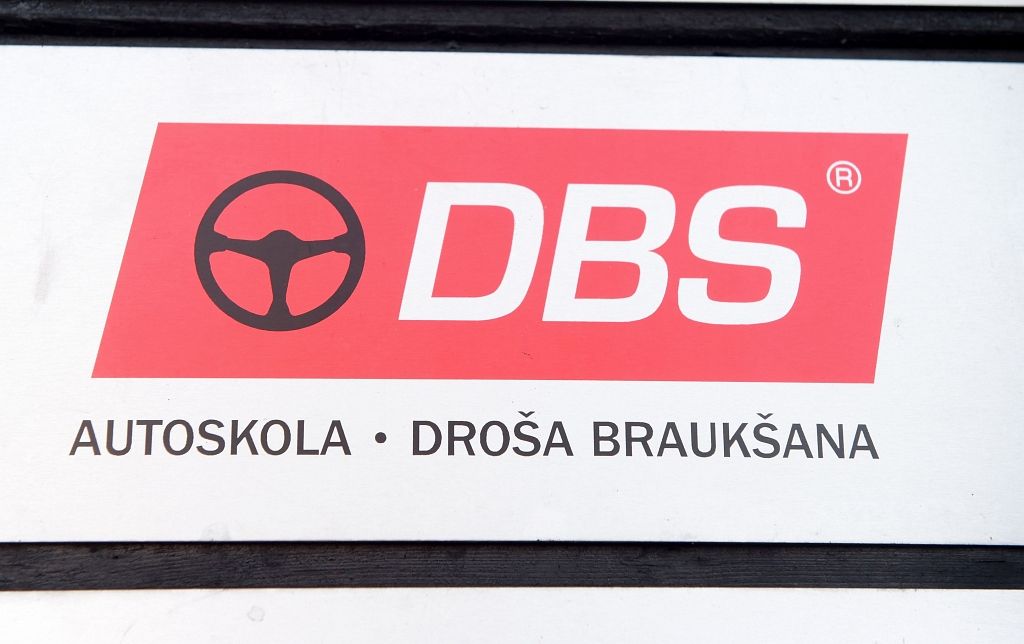 DBS ®
AUTOSKOLA • DROŠA BRAUKŠANA